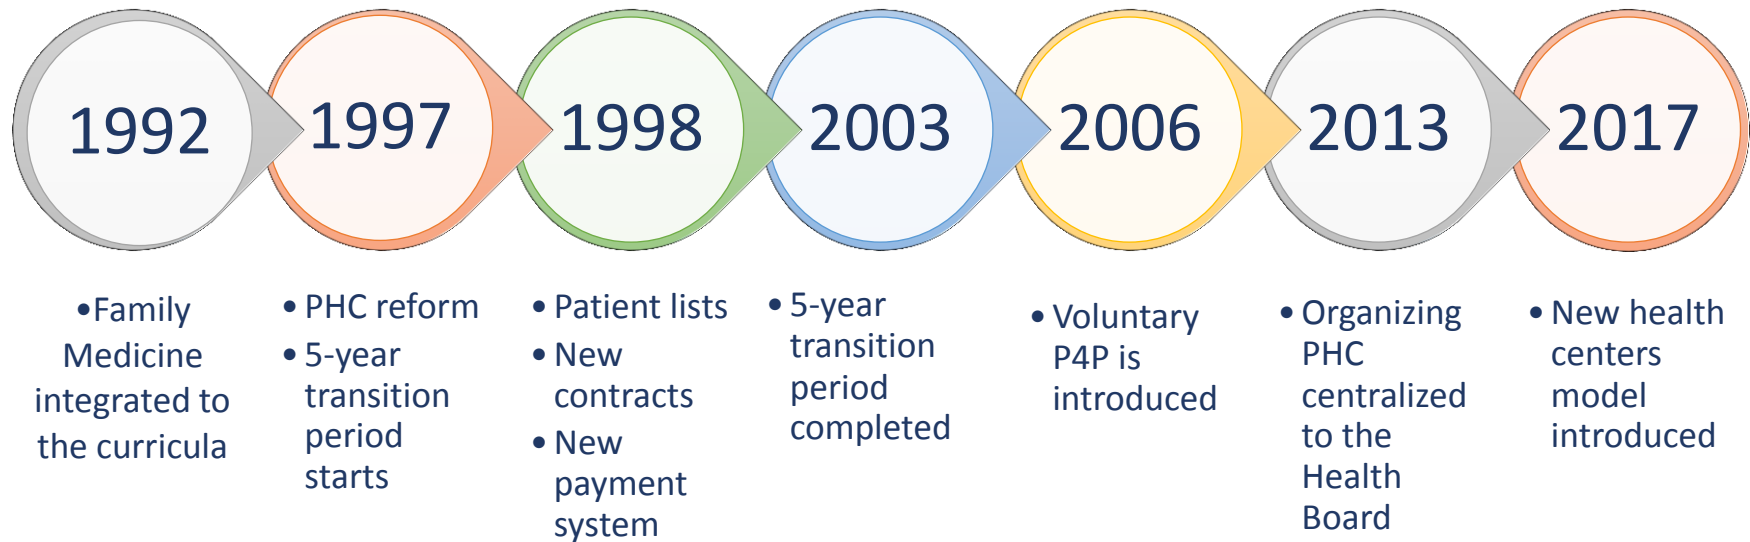 1992
1997
1998
2003
2006
2013
2017
•Family
Medicine
integrated to
the curricula
• PHC reform
• 5-year
transition
period
starts
• Patient lists
• New
contracts
• New
payment
system
• 5-year
transition
period
completed
• Voluntary
P4P is
introduced
• Organizing
PHC
centralized
to the
Health
Board
• New health
centers
model
introduced